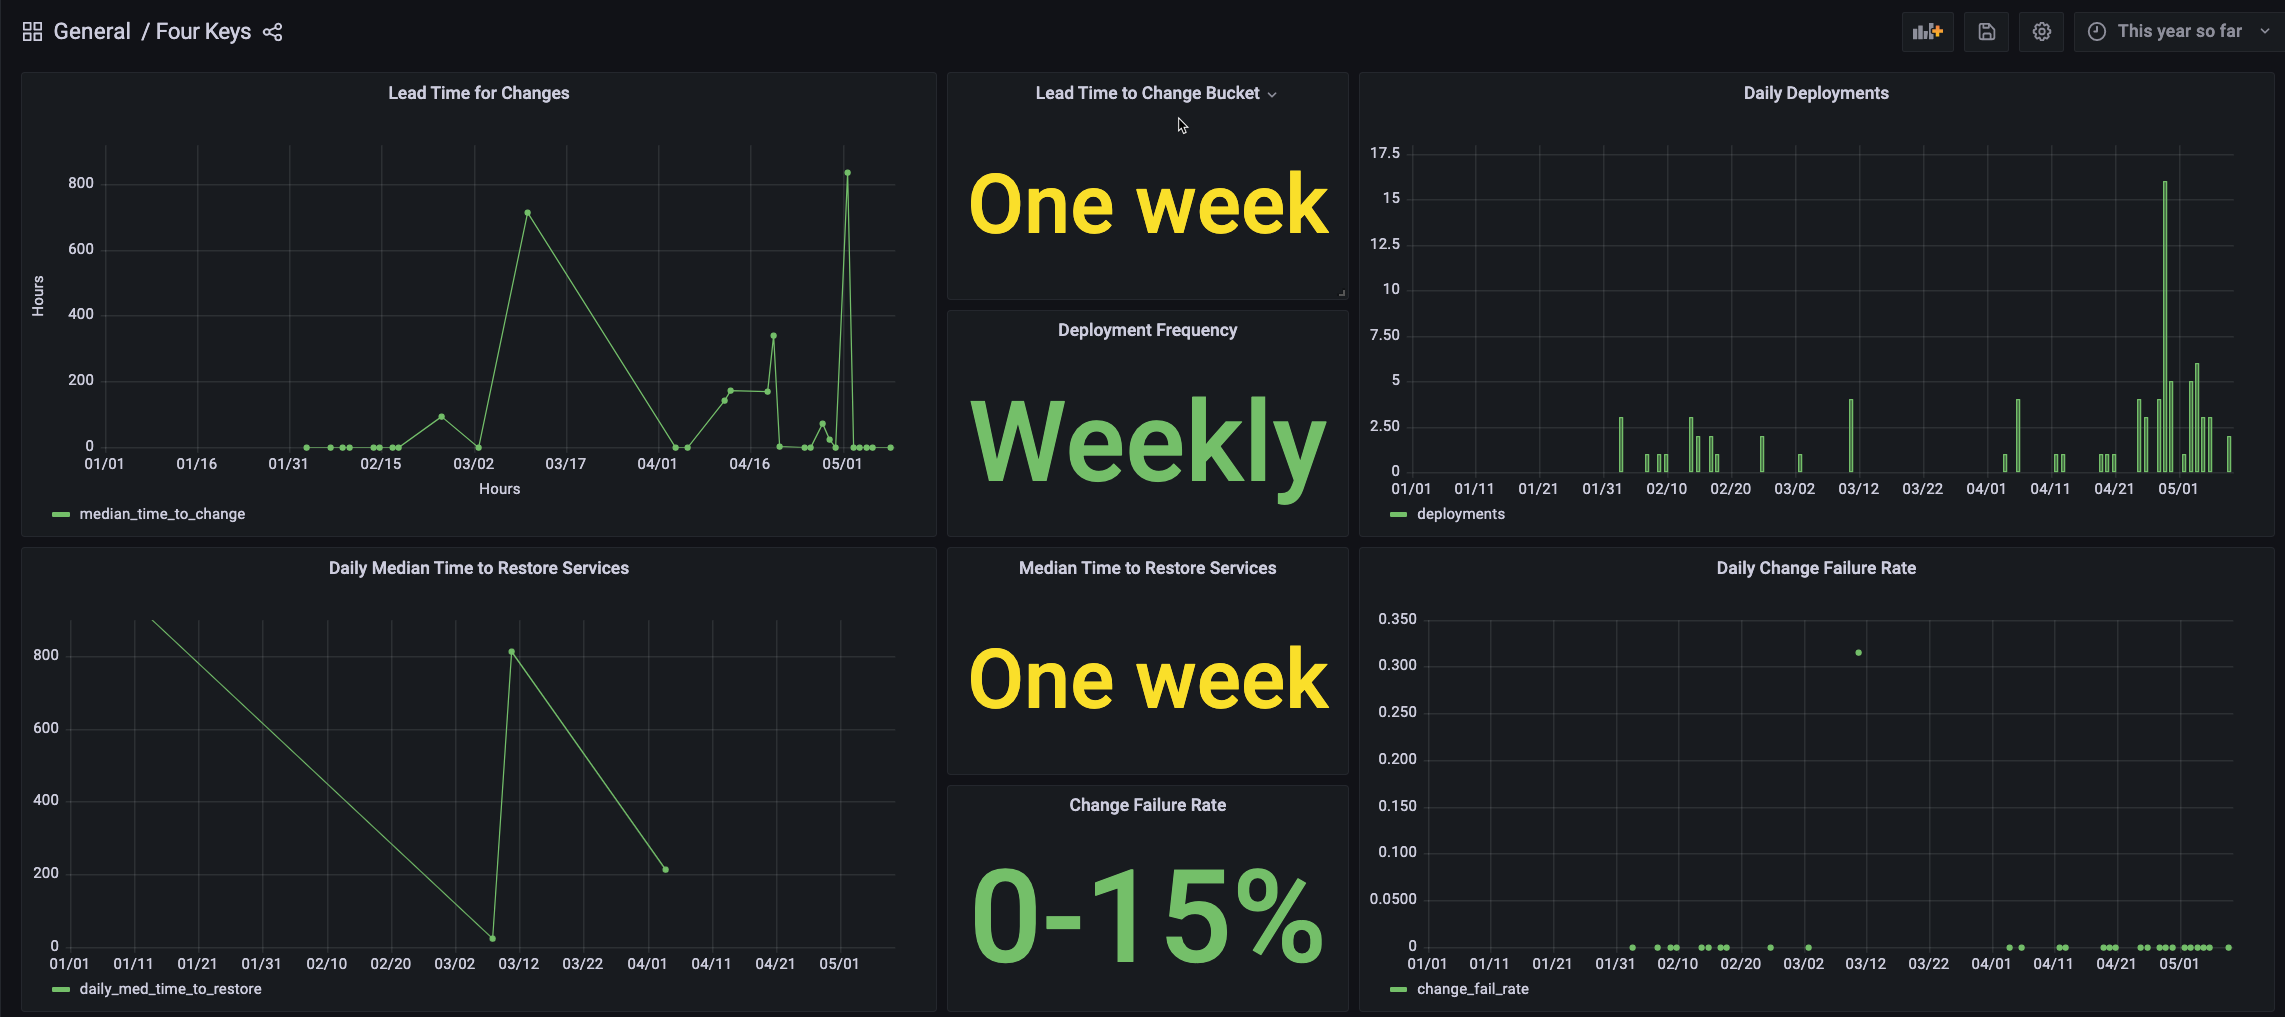 General / Four Keys
This year so far
Lead Time for Changes
Hours
800
600
400
200
0
01/01 01/16 01/31 02/15 03/02 03/17 04/01 04/16 05/01
Hours
median_time_to_change
Lead Time to Change Bucket
One week
Deployment Frequency
Weekly
Daily Deployments
17.5
15
12.5
10
7.50
5
2.50
0
01/01 01/11 01/21 01/31 02/10 02/20 03/02 03/12 03/22 04/01 04/11 04/21 05/01
deployments
Daily Median Time to Restore Services
800
600
400
200
0
01/01 01/11 01/21 01/31 02/10 02/20 03/02 03/12 03/22 04/01 04/11 04/21 05/01
daily_med_time_to_restore
Median Time to Restore Services
One week
Change Failure Rate
0-15%
Daily Change Failure Rate
0.350
0.300
0.250
0.200
0.150
0.100
0.0500
0
01/01 01/11 01/21 01/31 02/10 02/20 03/02 03/12 03/22 04/01 04/11 04/21 05/01
change_fail_rate